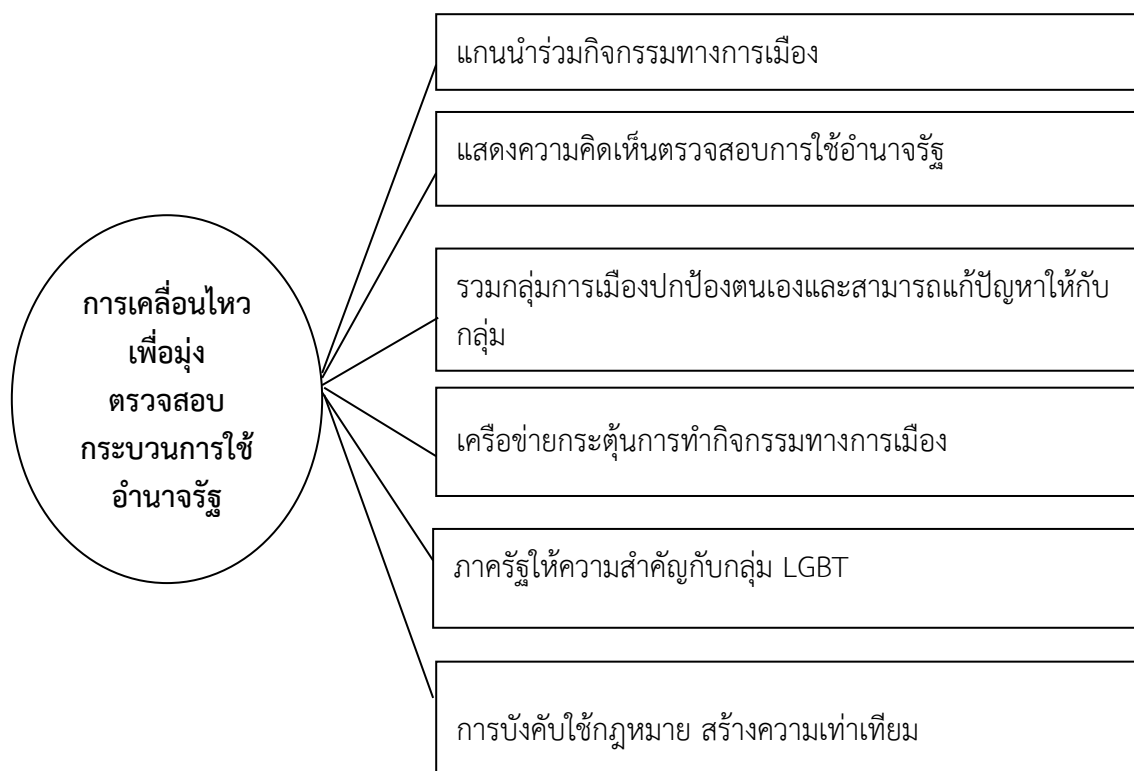 แกนนำร่วมกิจกรรมทางการเมือง
แสดงความคิดเห็นตรวจสอบการใช้อำนาจรัฐ
การเคลื่อนไหว
เพื่อมุ่ง
ตรวจสอบ
กระบวนการใช้
อำนาจรัฐ
รวมกลุ่มการเมืองปกป้องตนเองและสามารถแก้ปัญหาให้กับ
กลุ่ม
เครือข่ายกระตุ้นการทำกิจกรรมทางการเมือง
ภาครัฐให้ความสำคัญกับกลุ่ม LGBT
การบังคับใช้กฎหมาย สร้างความเท่าเทียม